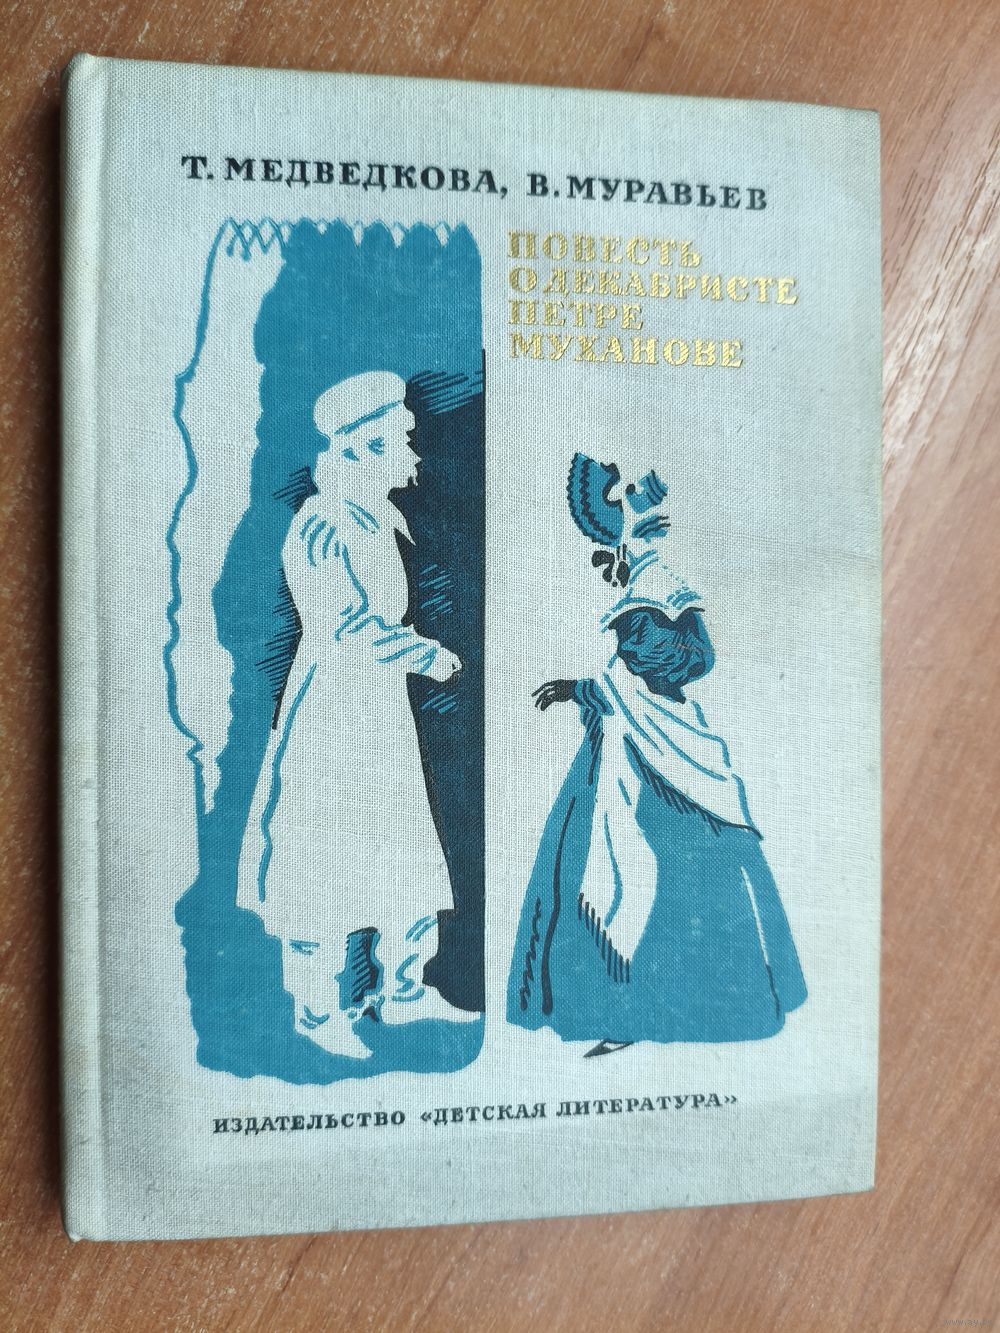 Т. МЕДВЕДКОВА, В. МУРАВЬЕВ
ПОВЕСТЬ
О ДЕКАБРИСТЕ
ПЕТРЕ
МУХАНОВЕ
ИЗДАТЕЛЬСТВО «ДЕТСКАЯ ЛИТЕРАТУРА»